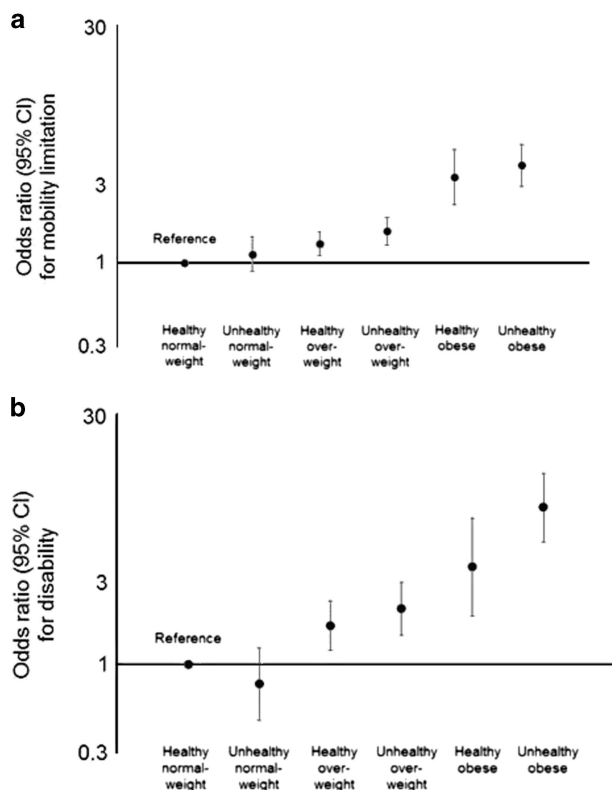 a
30
3
1
0.3
Odds ratio (95% CI)
for mobility limitation
Reference
Healthy
normal-
weight
Unhealthy
normal-
weight
Healthy
over-
weight
Unhealthy
over-
weight
Healthy
obese
Unhealthy
obese
b
30
3
1
0.3
Odds ratio (95% CI)
for disability
Reference
Healthy
normal-
weight
Unhealthy
normal-
weight
Healthy
over-
weight
Unhealthy
over-
weight
Healthy
obese
Unhealthy
obese